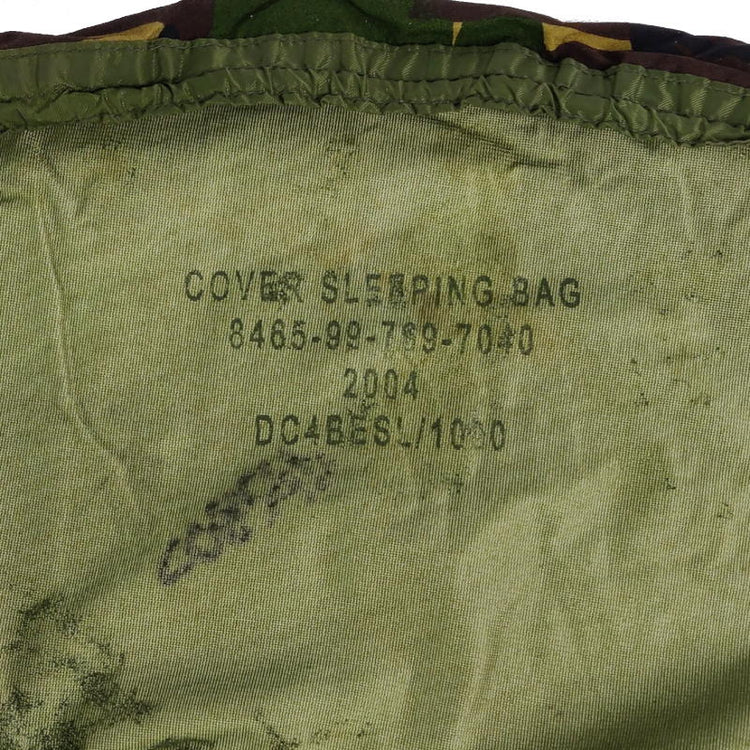 COVER SLEEPING BAG
8465-99-789-7040
2004
DC4BESL/1000